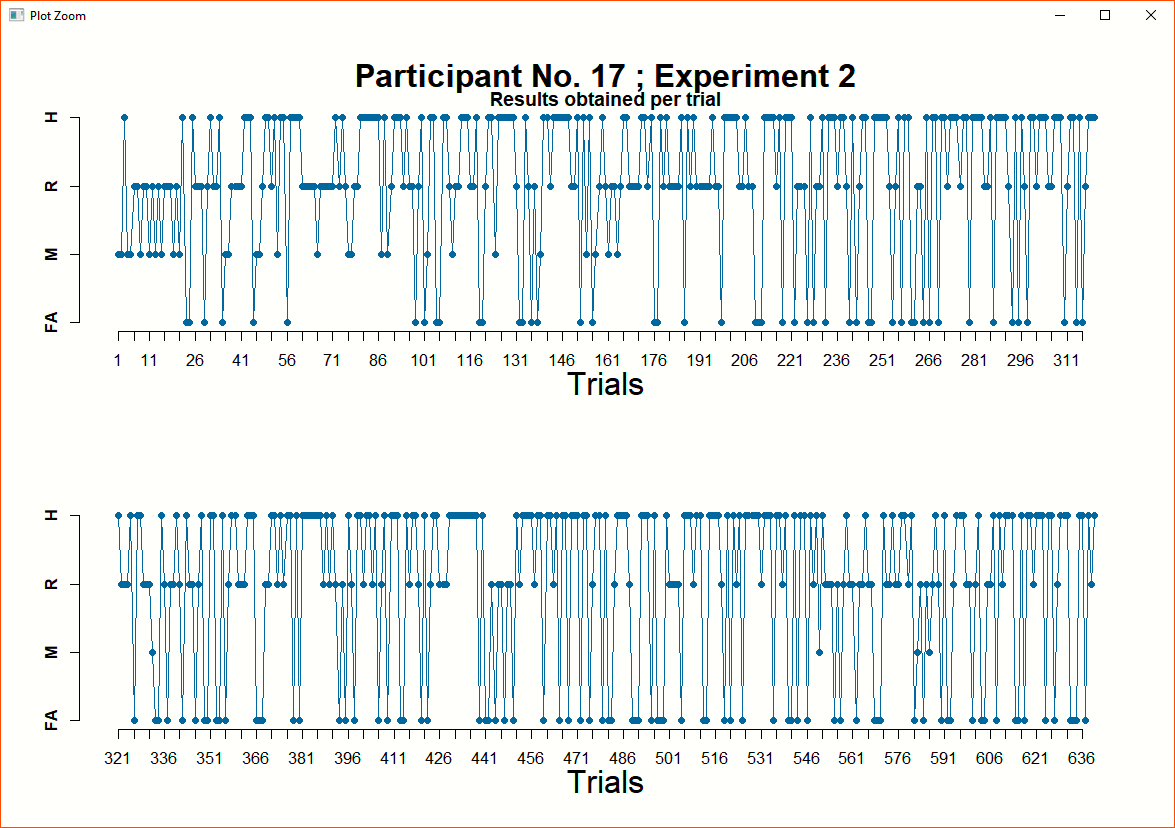 Plot Zoom
Participant No. 17 ; Experiment 2
Results obtained per trial
H
R
M
FA
1 11 26 41 56 71 86 101 116 131 146 161 176 191 206 221 236 251 266 281 296 311
Trials
H
R
M
FA
321 336 351 366 381 396 411 426 441 456 471 486 501 516 531 546 561 576 591 606 636
Trials